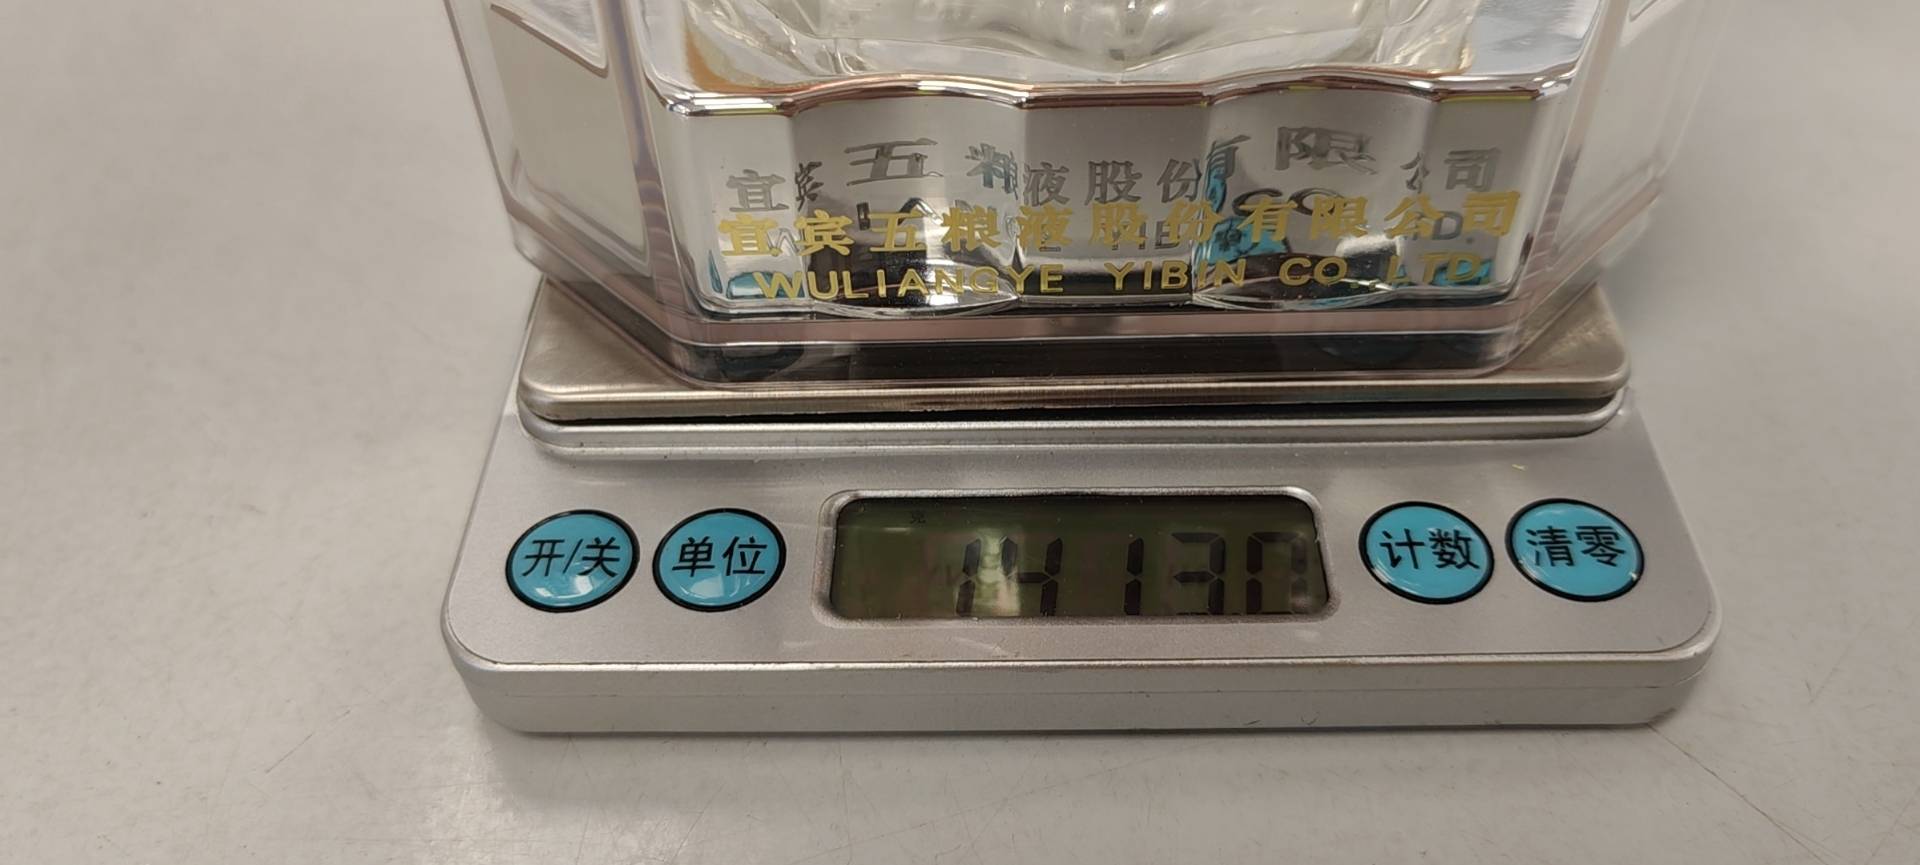 宜宾五粮液股份有限公司
宜宾五粮液股份有限公司
WULIANGYE YIBIN CO.,LTD.
克
开/关 单位 1413.0 计数 清零